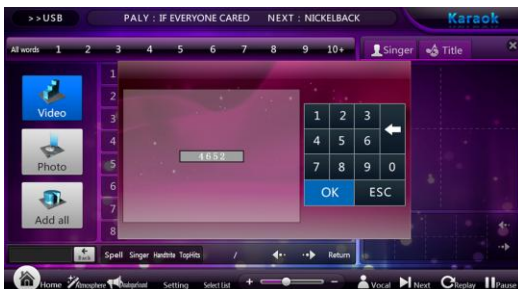 >>USB PALY : IF EVERYONE CARED NEXT : NICKELBACK Karaok
All words 1 2 3 4 5 6 7 8 9 10+ Singer Title ×
Video
Photo
Add all
1
2
3
4
5
6
7
8
4652
1 2 3
4 5 6
7 8 9 0
OK ESC
Back Spell Singer Handtrite TopHits / Return
Home Atmosphere Setting Select list + - Vocal Next Replay Pause